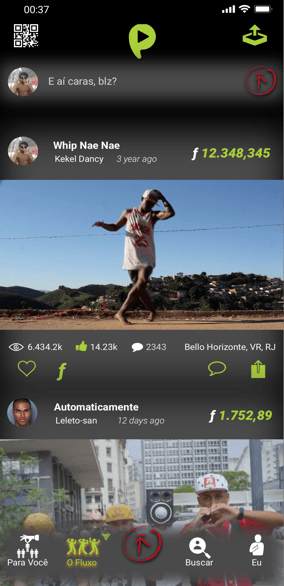 00:37
E aí caras, blz?
Whip Nae Nae
Kekel Dancy 3 year ago
ƒ 12.348,345
6.434.2k 14.23k 2343 Bello Horizonte, VR, RJ
ƒ
Automaticamente
Leleto-san 12 days ago
ƒ 1.752,89
Para Você O Fluxo Buscar Eu